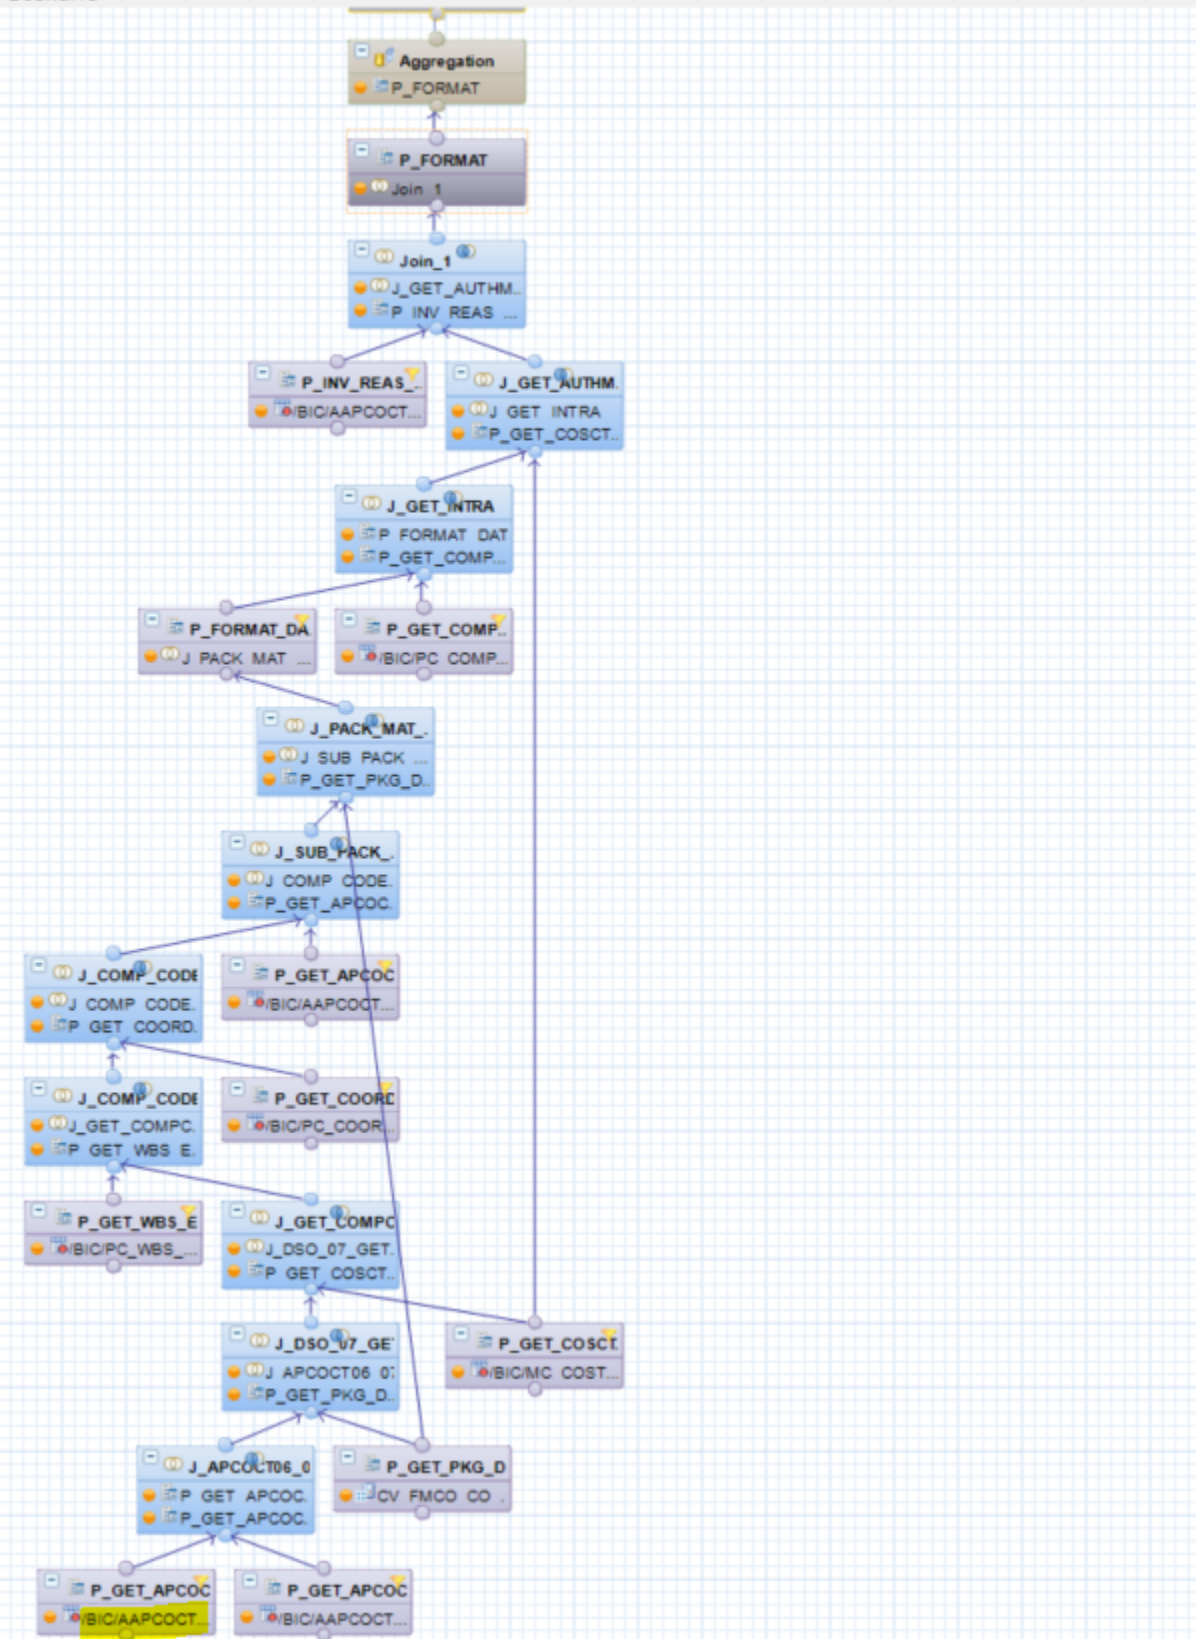 Aggregation
P_FORMAT
P_FORMAT
Join_1
Join_1
J_GET_AUTHM..
P_INV_REAS_...
P_INV_REAS_..
/BIC/AAPCOCT...
J_GET_AUTHM.
J_GET_INTRA
P_GET_COSCT..
J_GET_INTRA
P_FORMAT_DAT
P_GET_COMP...
P_FORMAT_DA.
J_PACK_MAT_...
P_GET_COMP..
/BIC/PC_COMP...
J_PACK_MAT_.
J_SUB_PACK_...
P_GET_PKG_D..
J_SUB_PACK_.
J_COMP_CODE.
P_GET_APCOC.
J_COMP_CODE
J_COMP_CODE.
P_GET_COORD.
P_GET_APCOC
/BIC/AAPCOCT...
J_COMP_CODE
J_GET_COMPC.
P_GET_WBS_E.
P_GET_COORD
/BIC/PC_COOR...
P_GET_WBS_E
/BIC/PC_WBS_...
J_GET_COMPC
J_DSO_07_GET.
P_GET_COSCT..
J_DSO_07_GE
J_APCOCT06_07
P_GET_PKG_D..
P_GET_COSCT.
/BIC/MC_COST...
J_APCOCT06_0
P_GET_APCOC.
P_GET_APCOC.
P_GET_PKG_D
CV_FMCO_CO_.
P_GET_APCOC
/BIC/AAPCOCT...
P_GET_APCOC
/BIC/AAPCOCT...